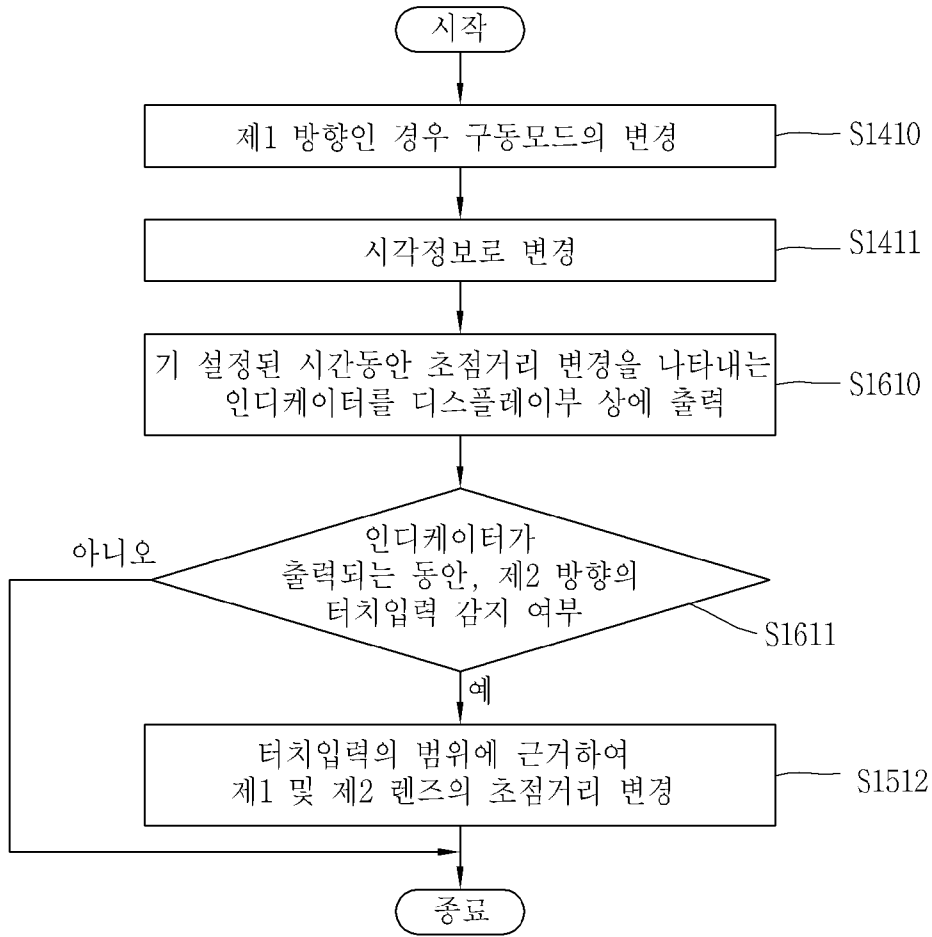 시작
제1 방향인 경우 구동모드의 변경
S1410
시각정보로 변경
S1411
기 설정된 시간동안 초점거리 변경을 나타내는
인디케이터를 디스플레이부 상에 출력
S1610
아니오
인디케이터가
출력되는 동안, 제2 방향의
터치입력 감지 여부
S1611
예
터치입력의 범위에 근거하여
제1 및 제2 렌즈의 초점거리 변경
S1512
종료